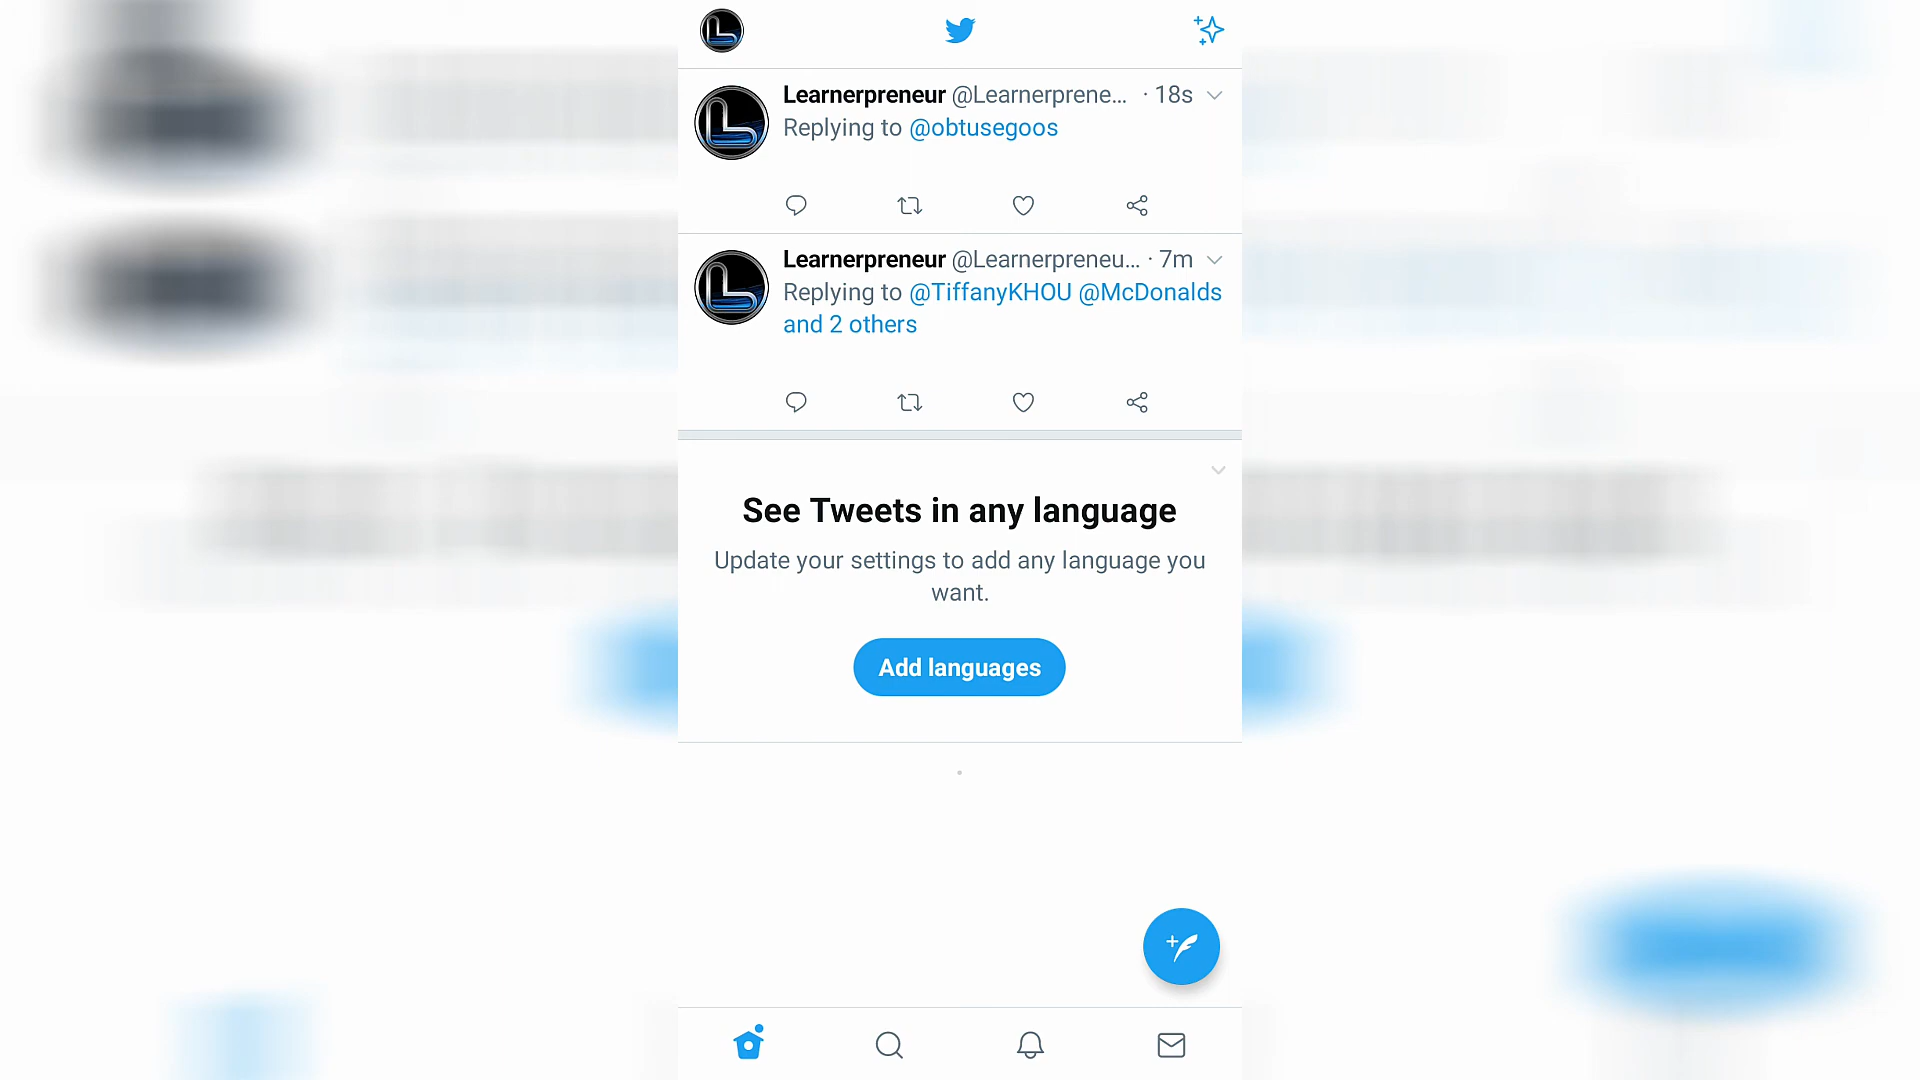 Learnerpreneur @Learnerprene... · 18s
Replying to @obtusegoos
Learnerpreneur @Learnerpreneu... · 7m
Replying to @TiffanyKHOU @McDonalds
and 2 others
See Tweets in any language
Update your settings to add any language you
want.
Add languages